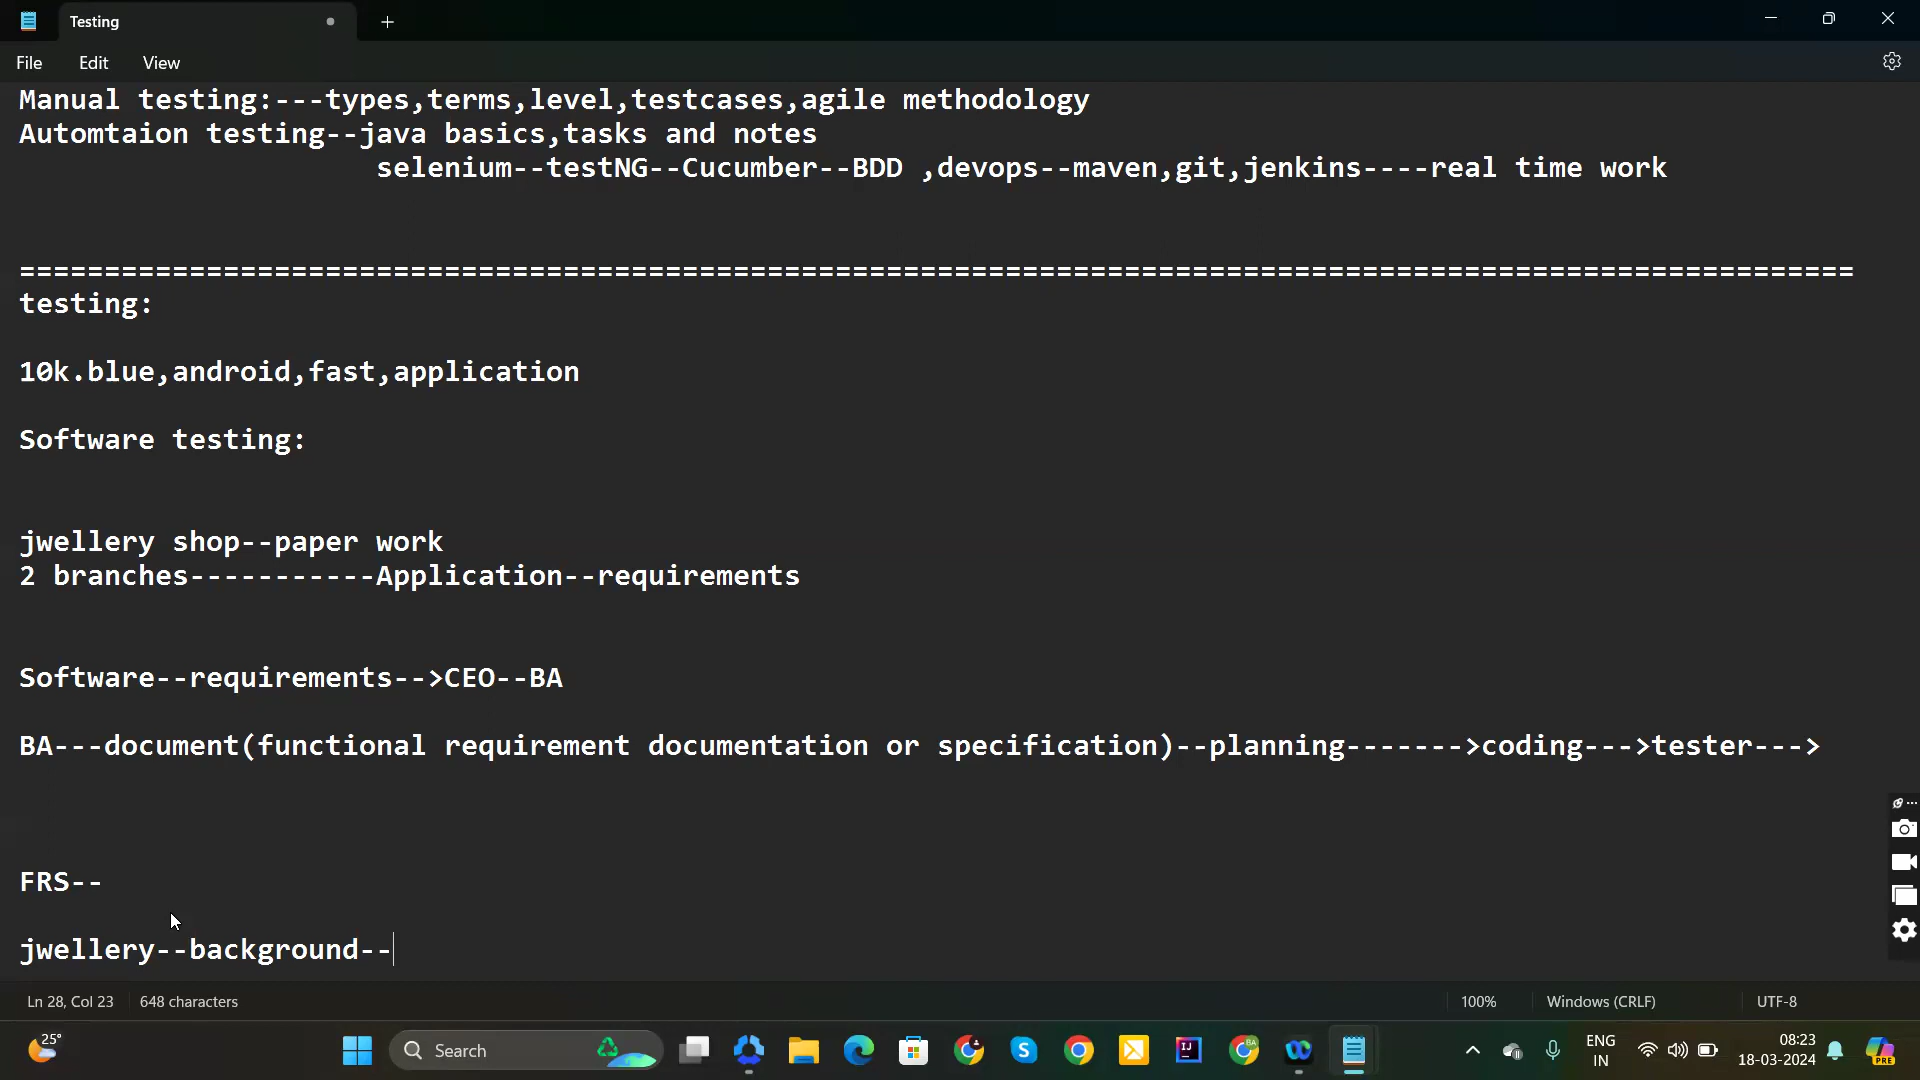 Testing
File Edit View
Manual testing:---types,terms,level,testcases,agile methodology
Automtaion testing--java basics,tasks and notes
selenium--testNG--Cucumber--BDD ,devops--maven,git,jenkins----real time work
============================================================================================================
testing:
10k.blue,android,fast,application
Software testing:
jwellery shop--paper work
2 branches-----------Application--requirements
Software--requirements-->CEO--BA
BA---document(functional requirement documentation or specification)--planning------->coding--->tester--->
FRS--
jwellery--background--
Ln 28, Col 23 648 characters 100% Windows (CRLF) UTF-8
25° Search ENG 08:23
IN 18-03-2024